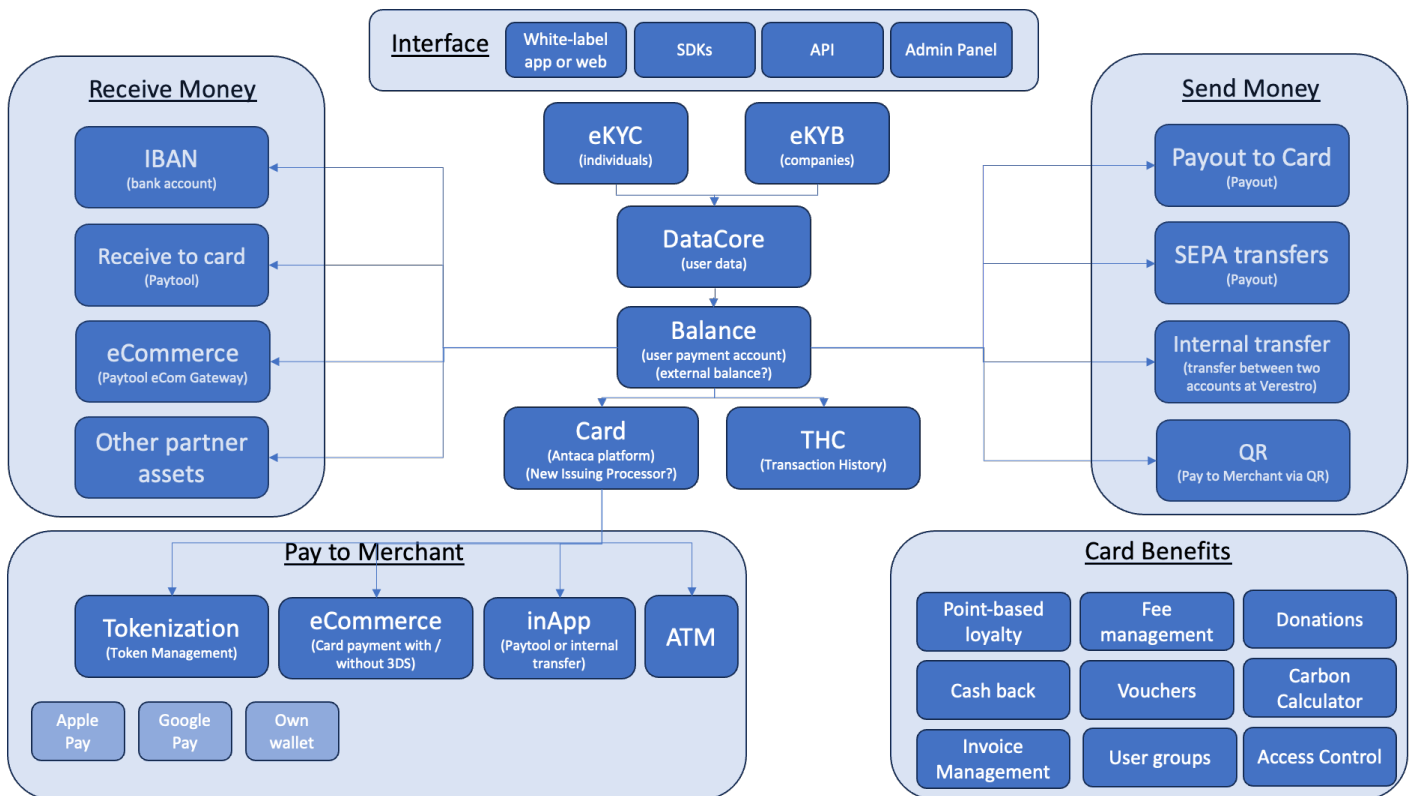 Interface
White-label
app or web
SDKs
API
Admin Panel
Receive Money
IBAN
(bank account)
Receive to card
(Paytool)
eCommerce
(Paytool eCom Gateway)
Other partner
assets
eKYC
(individuals)
eKYB
(companies)
DataCore
(user data)
Balance
(user payment account)
(external balance?)
Card
(Antaca platform)
(New Issuing Processor?)
THC
(Transaction History)
Send Money
Payout to Card
(Payout)
SEPA transfers
(Payout)
Internal transfer
(transfer between two
accounts at Verestro)
QR
(Pay to Merchant via QR)
Pay to Merchant
Tokenization
(Token Management)
eCommerce
(Card payment with /
without 3DS)
inApp
(Paytool or internal
transfer)
ATM
Apple
Pay
Google
Pay
Own
wallet
Card Benefits
Point-based
loyalty
Fee
management
Donations
Cash back
Vouchers
Carbon
Calculator
Invoice
Management
User groups
Access Control